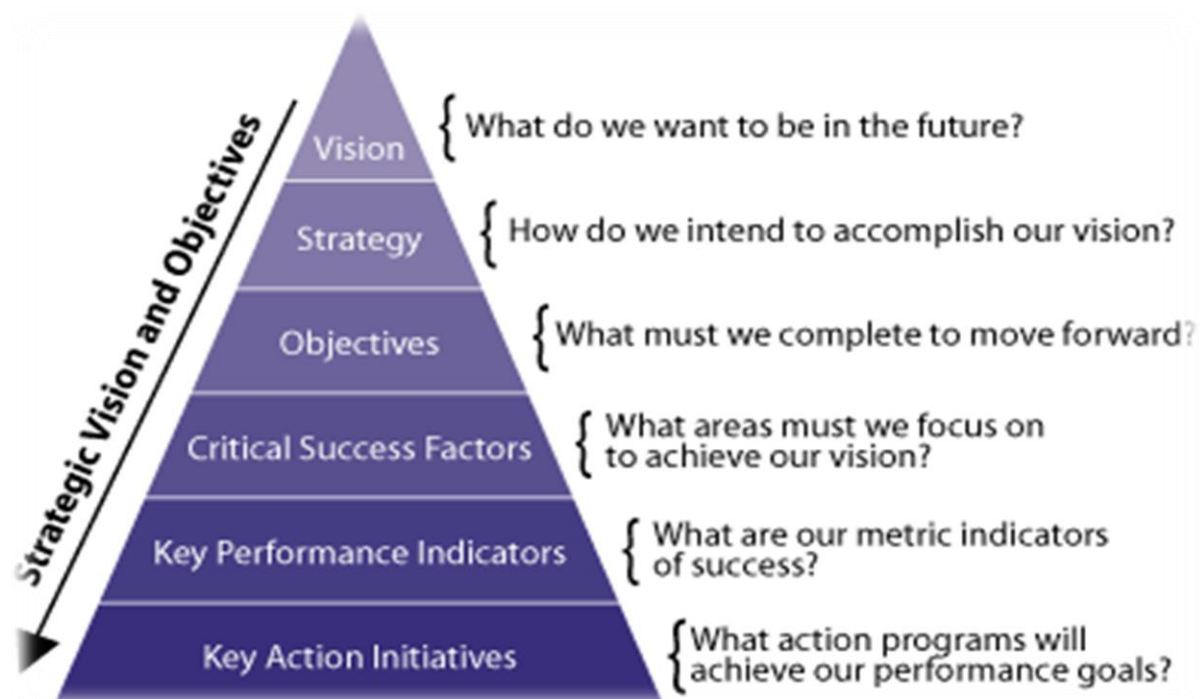 Strategic Vision and Objectives
Vision
What do we want to be in the future?
Strategy
How do we intend to accomplish our vision?
Objectives
What must we complete to move forward?
Critical Success Factors
What areas must we focus on
to achieve our vision?
Key Performance Indicators
What are our metric indicators
of success?
Key Action Initiatives
What action programs will
achieve our performance goals?